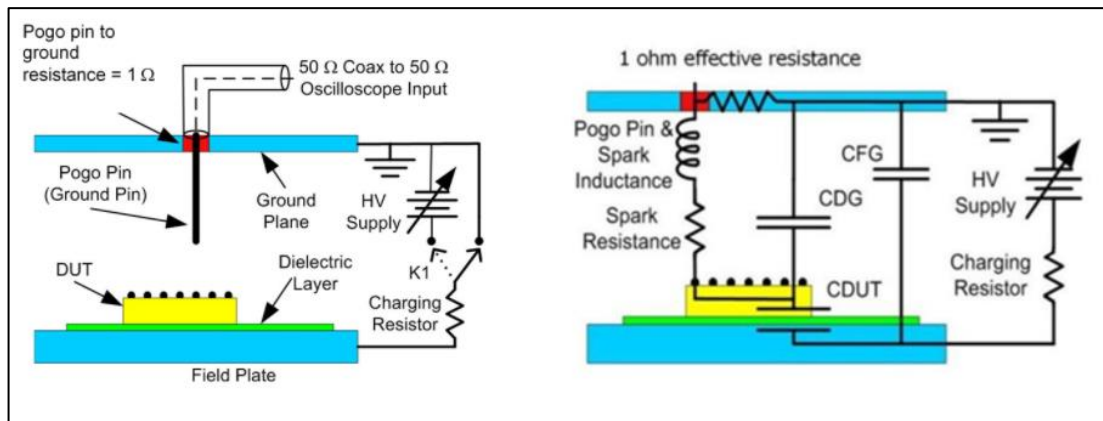 Pogo pin to
ground
resistance = 1 Ω
50 Ω Coax to 50 Ω
Oscilloscope Input
Pogo Pin
(Ground Pin)
Ground
Plane
HV
Supply
DUT
Dielectric
Layer
K1
Charging
Resistor
Field Plate
1 ohm effective resistance
Pogo Pin &
Spark
Inductance
Spark
Resistance
CFG
CDG
HV
Supply
CDUT
Charging
Resistor